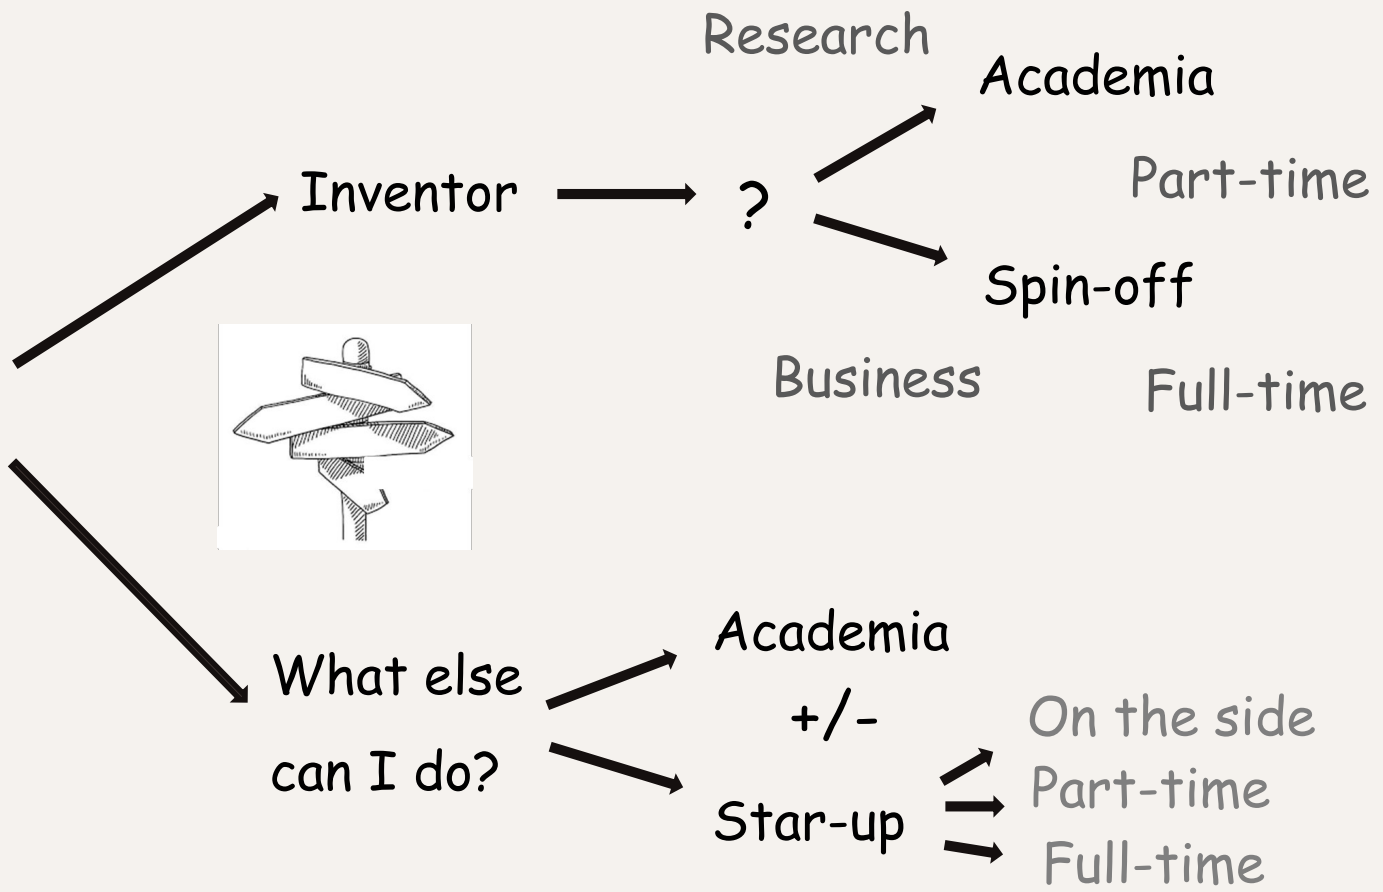 Research
Academia
Part-time
Inventor
?
Spin-off
Business
Full-time
Academia
What else
+/-
On the side
can I do?
Part-time
Star-up
Full-time